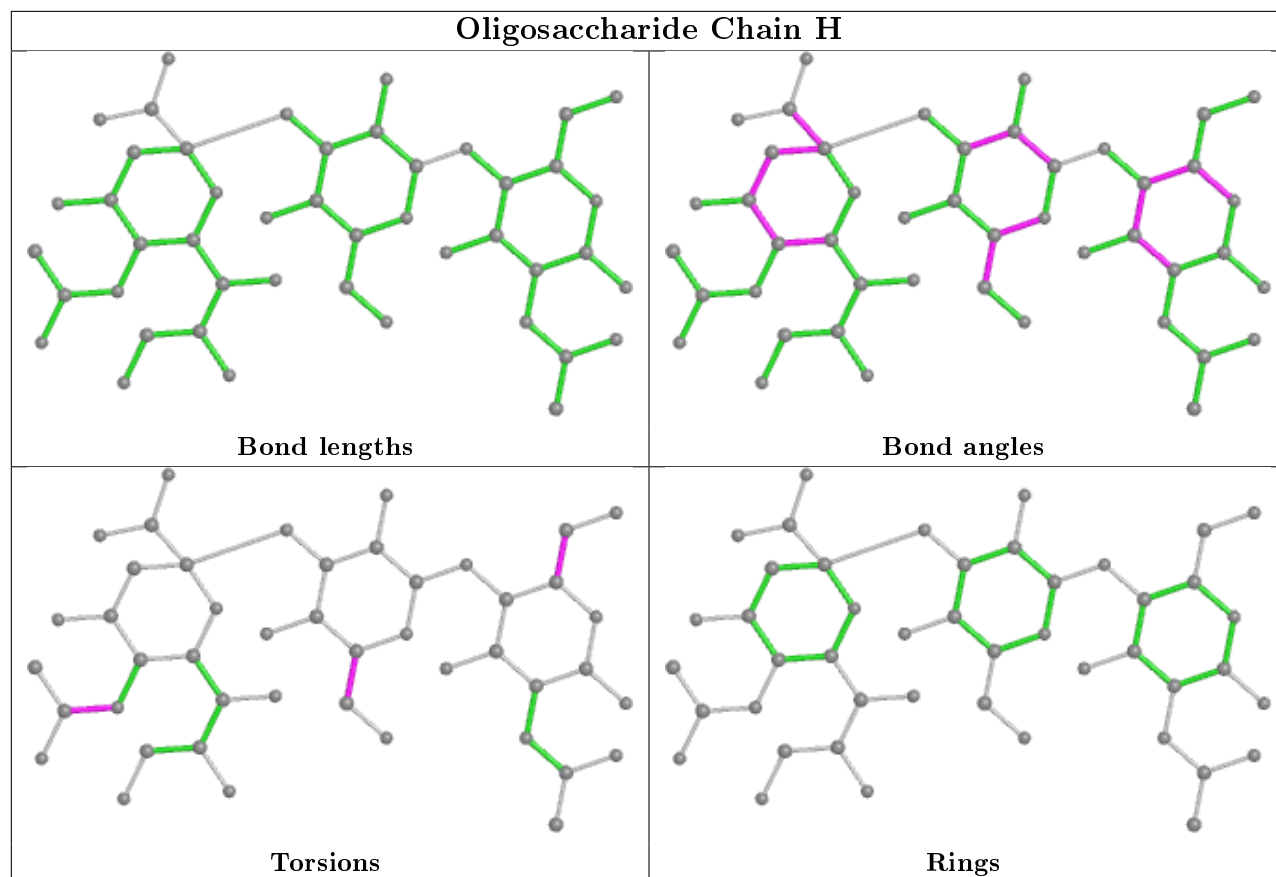 Oligosaccharide Chain H
Bond lengths
Bond angles
Torsions
Rings